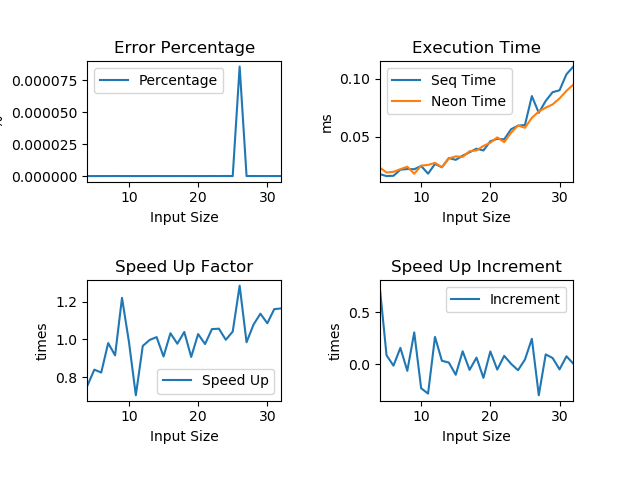 Error Percentage
%
0.000075
0.000050
0.000025
0.000000
Percentage
10
20
30
Input Size
Execution Time
ms
0.10
0.05
Seq Time
Neon Time
10
20
30
Input Size
Speed Up Factor
times
1.2
1.0
0.8
Speed Up
10
20
30
Input Size
Speed Up Increment
times
0.5
0.0
Increment
10
20
30
Input Size